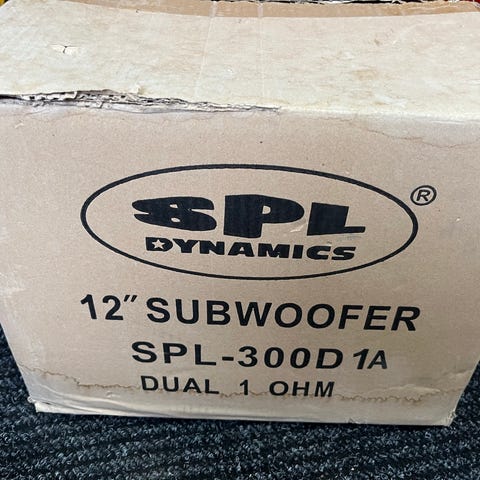 SPL
DYNAMICS
®
12" SUBWOOFER
SPL-300D1A
DUAL 1 OHM